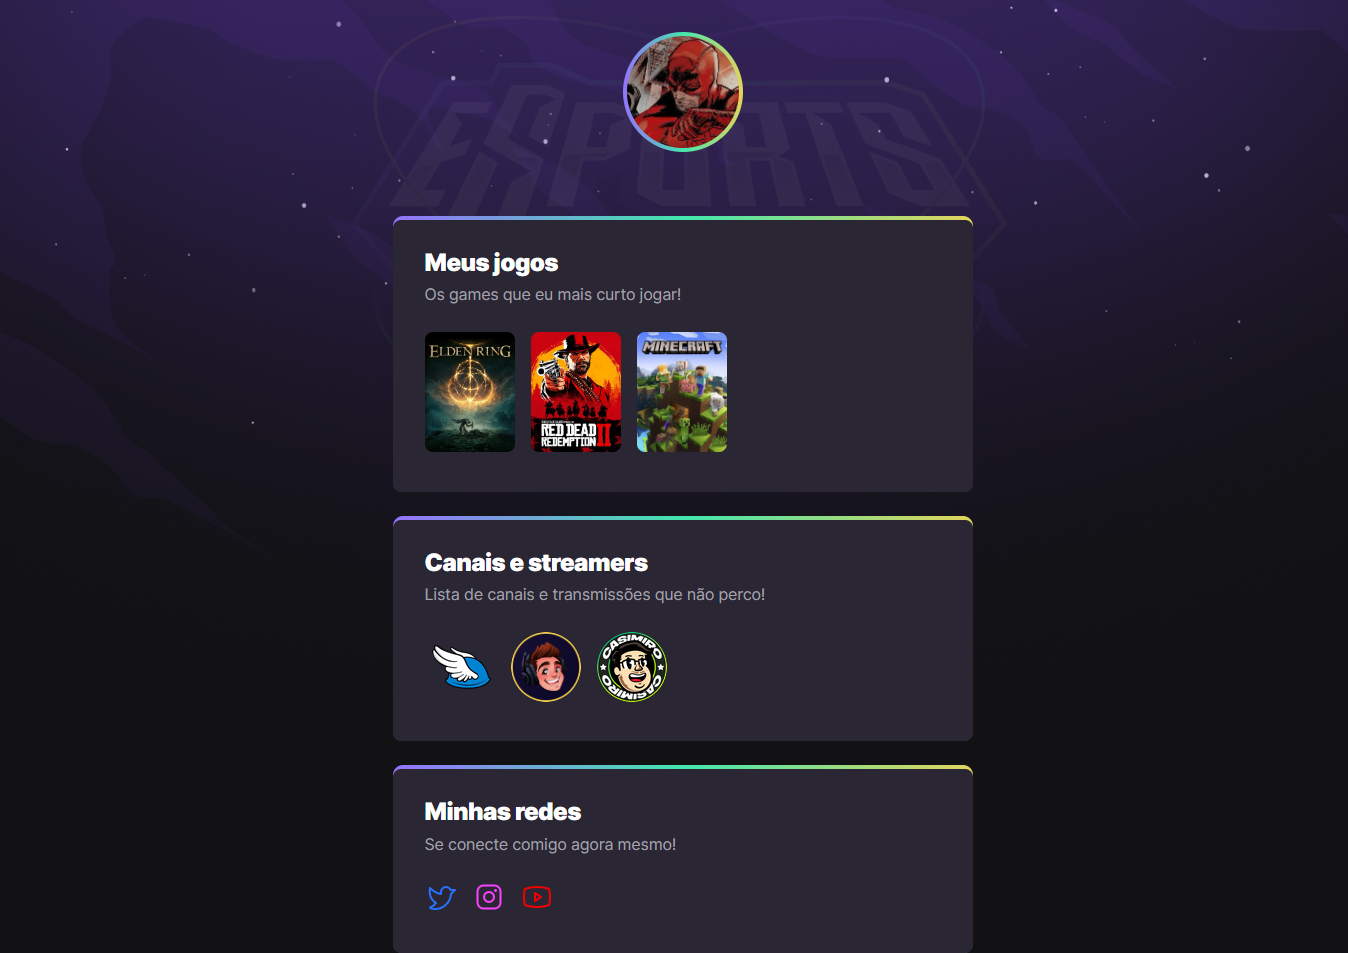 ESPORTS
Meus jogos
Os games que eu mais curto jogar!
ELDEN RING
RED DEAD
REDEMPTION II
MINECRAFT
Canais e streamers
Lista de canais e transmissões que não perco!
CASIMIRO
CASIMIRO
Minhas redes
Se conecte comigo agora mesmo!